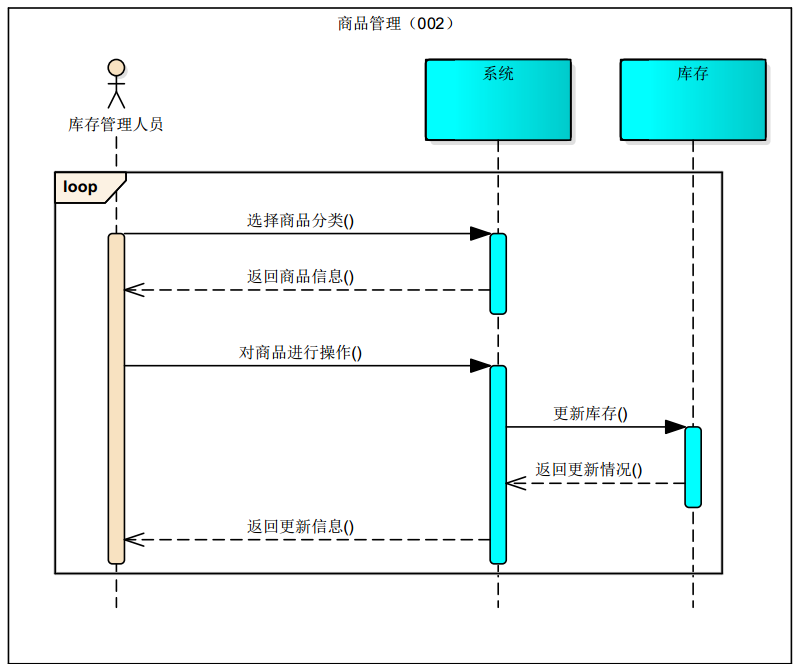 商品管理（002）
系统
库存
库存管理人员
loop
选择商品分类()
返回商品信息()
对商品进行操作()
更新库存()
返回更新情况()
返回更新信息()